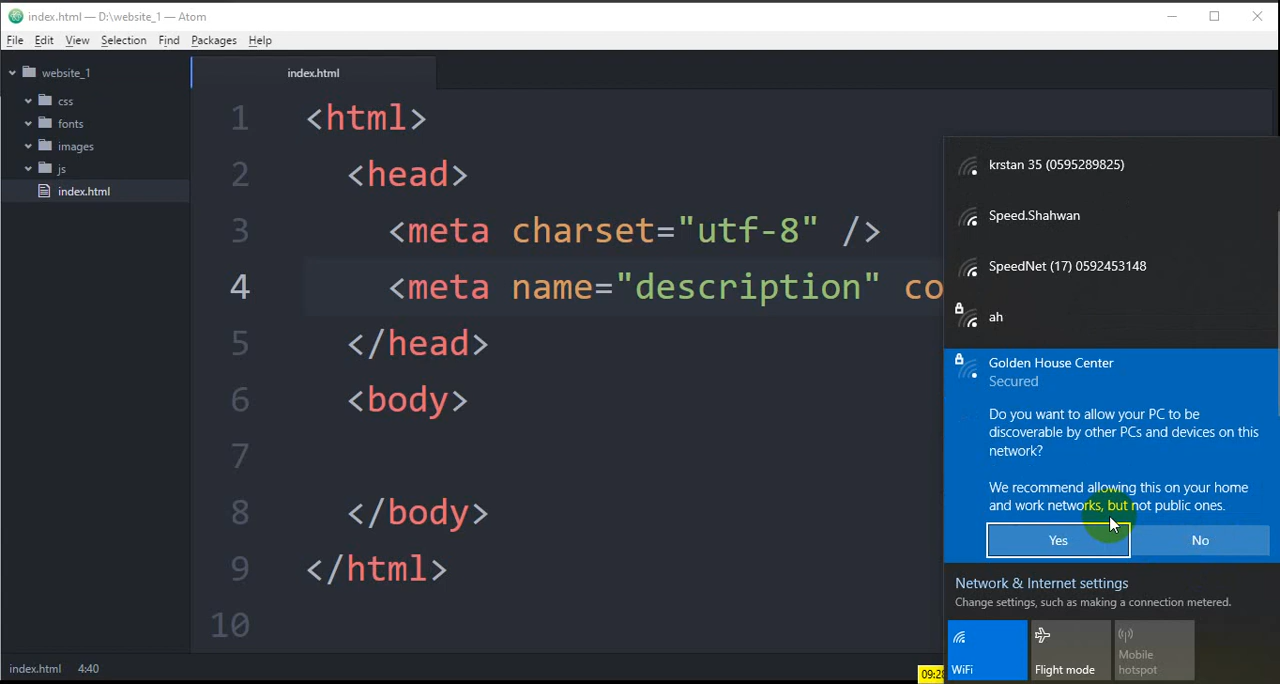 index.html — D:\website_1 — Atom
File Edit View Selection Find Packages Help
website_1
css
fonts
images
js
index.html
index.html
1 <html>
2 <head>
3 <meta charset="utf-8" />
4 <meta name="description" co
5 </head>
6 <body>
7
8 </body>
9 </html>
10
krstan 35 (0595289825)
Speed.Shahwan
SpeedNet (17) 0592453148
ah
Golden House Center
Secured
Do you want to allow your PC to be
discoverable by other PCs and devices on this
network?
We recommend allowing this on your home
and work networks, but not public ones.
Yes No
Network & Internet settings
Change settings, such as making a connection metered.
WiFi
Flight mode
Mobile
hotspot
index.html 4:40